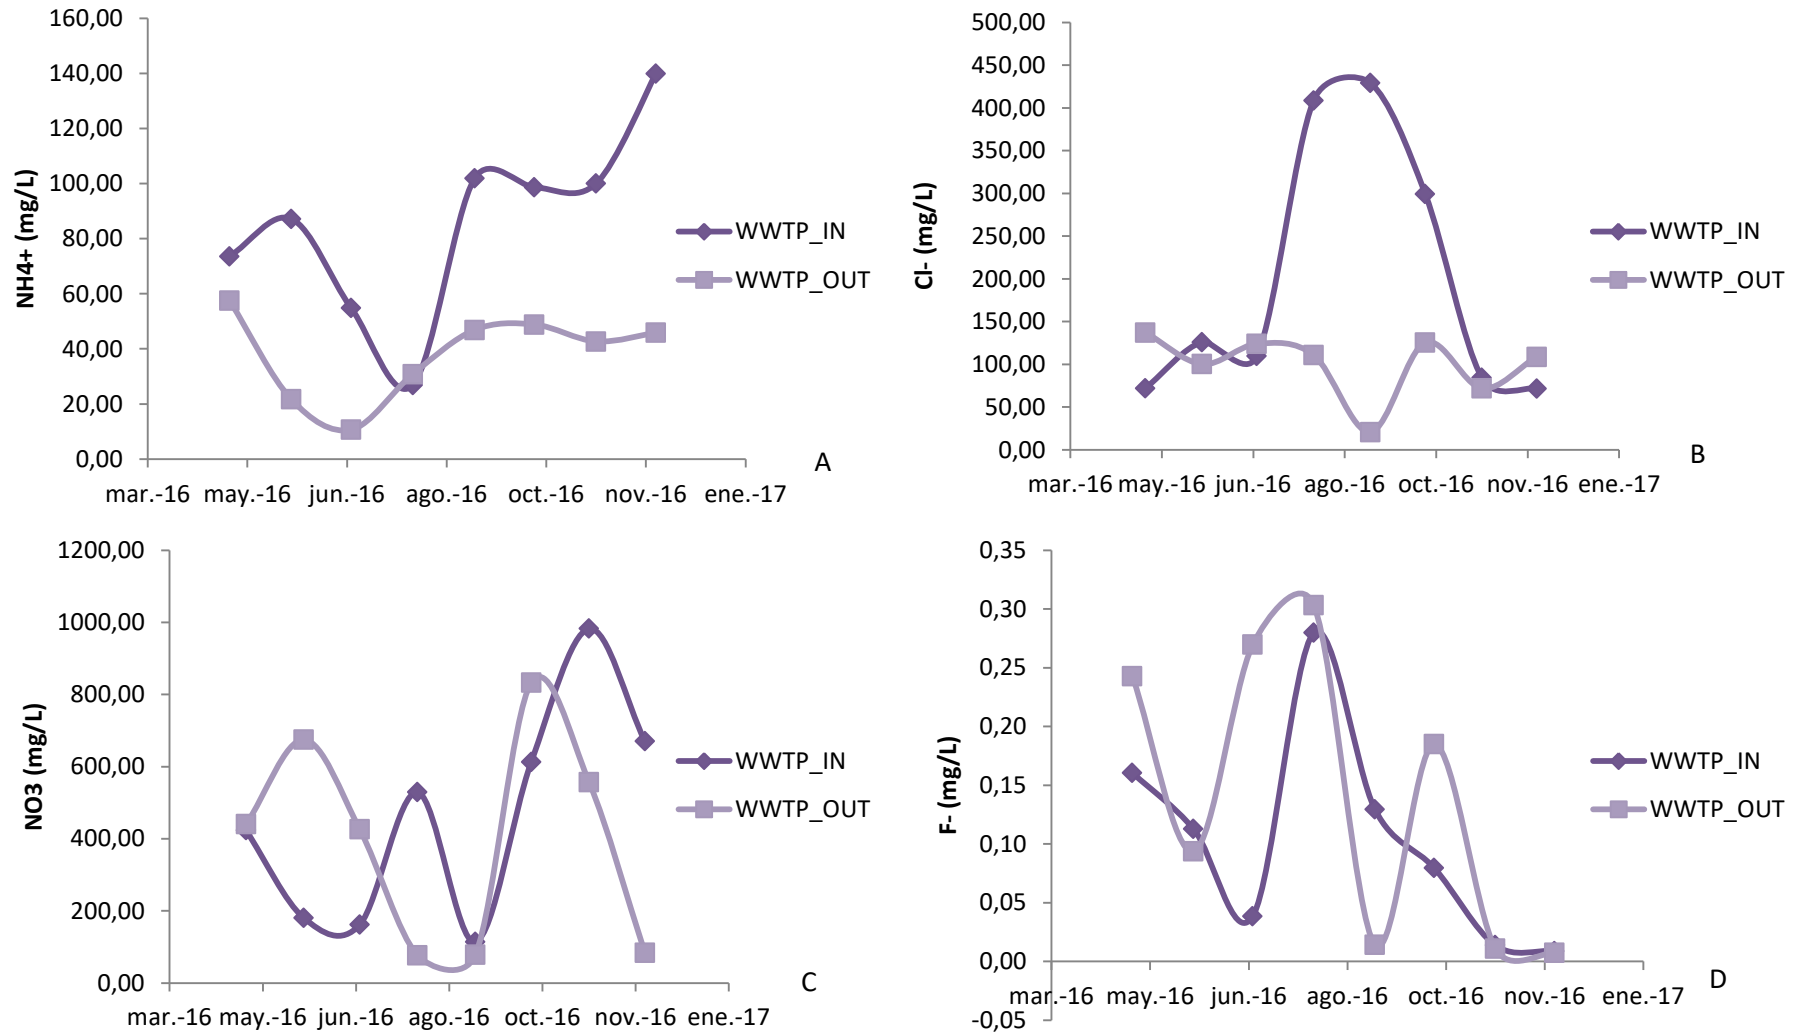 160,00
140,00
120,00
100,00
80,00
60,00
40,00
20,00
0,00
NH4+ (mg/L)
mar.-16 may.-16 jun.-16 ago.-16 oct.-16 nov.-16 ene.-17
WWTP_IN
WWTP_OUT
A
500,00
450,00
400,00
350,00
300,00
250,00
200,00
150,00
100,00
50,00
0,00
Cl- (mg/L)
mar.-16 may.-16 jun.-16 ago.-16 oct.-16 nov.-16 ene.-17
WWTP_IN
WWTP_OUT
B
1200,00
1000,00
800,00
600,00
400,00
200,00
0,00
NO3 (mg/L)
mar.-16 may.-16 jun.-16 ago.-16 oct.-16 nov.-16 ene.-17
WWTP_IN
WWTP_OUT
C
0,35
0,30
0,25
0,20
0,15
0,10
0,05
0,00
-0,05
F- (mg/L)
mar.-16 may.-16 jun.-16 ago.-16 oct.-16 nov.-16 ene.-17
WWTP_IN
WWTP_OUT
D